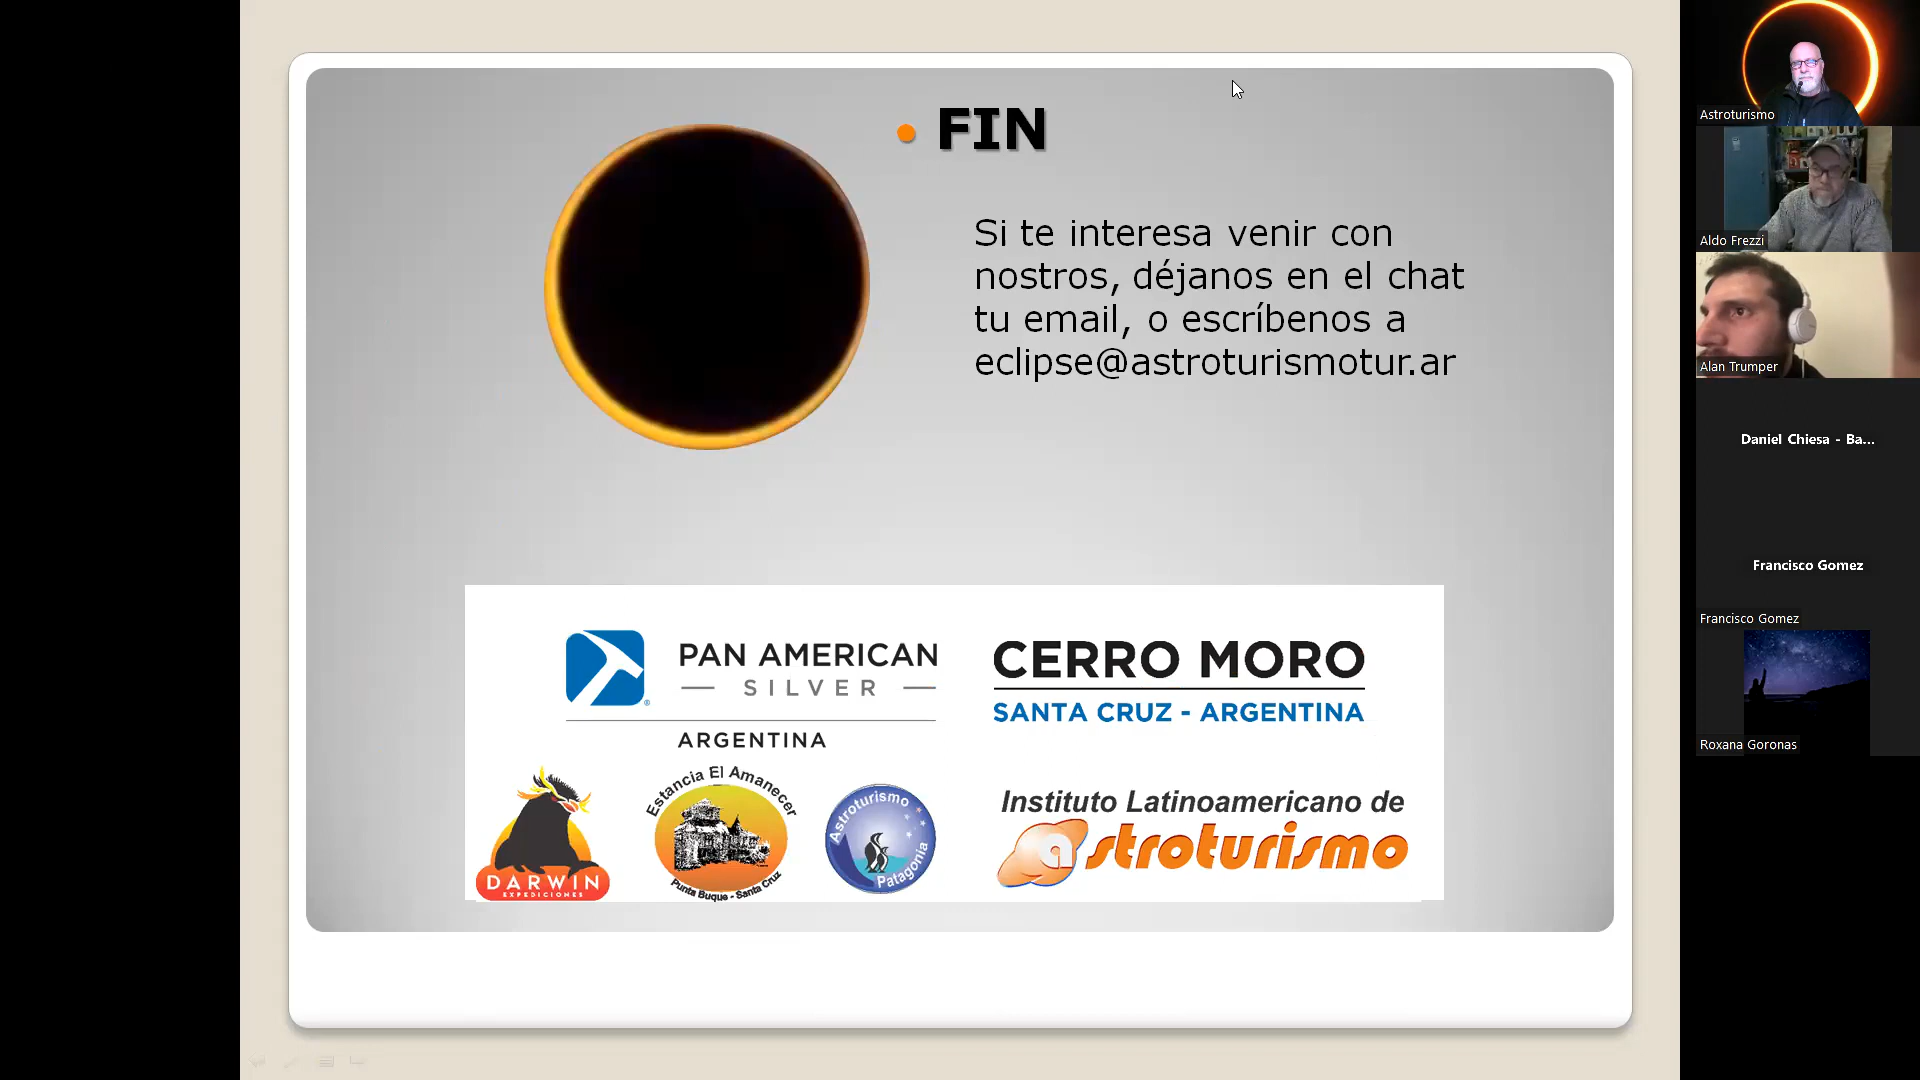 FIN
Si te interesa venir con
nostros, déjanos en el chat
tu email, o escríbenos a
eclipse@astroturismotur.ar
PAN AMERICAN
SILVER
ARGENTINA
CERRO MORO
SANTA CRUZ - ARGENTINA
DARWIN
EXPEDICIONES
Estancia El Amanecer
Punta Buque - Santa Cruz
Astroturismo
Patagonia
Instituto Latinoamericano de
astroturismo
Astroturismo
Aldo Frezzi
Alan Trumper
Daniel Chiesa - Ba...
Francisco Gomez
Francisco Gomez
Roxana Goronas